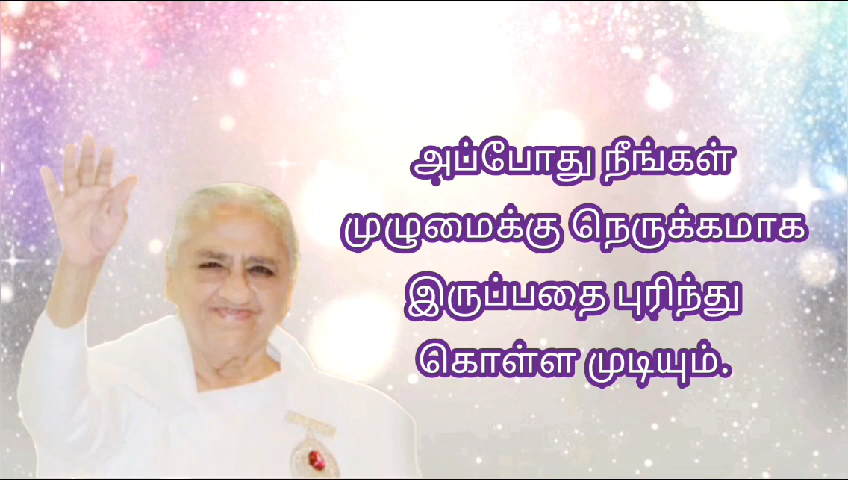 அப்போது நீங்கள்
முழுமைக்கு நெருக்கமாக
இருப்பதை புரிந்து
கொள்ள முடியும்.